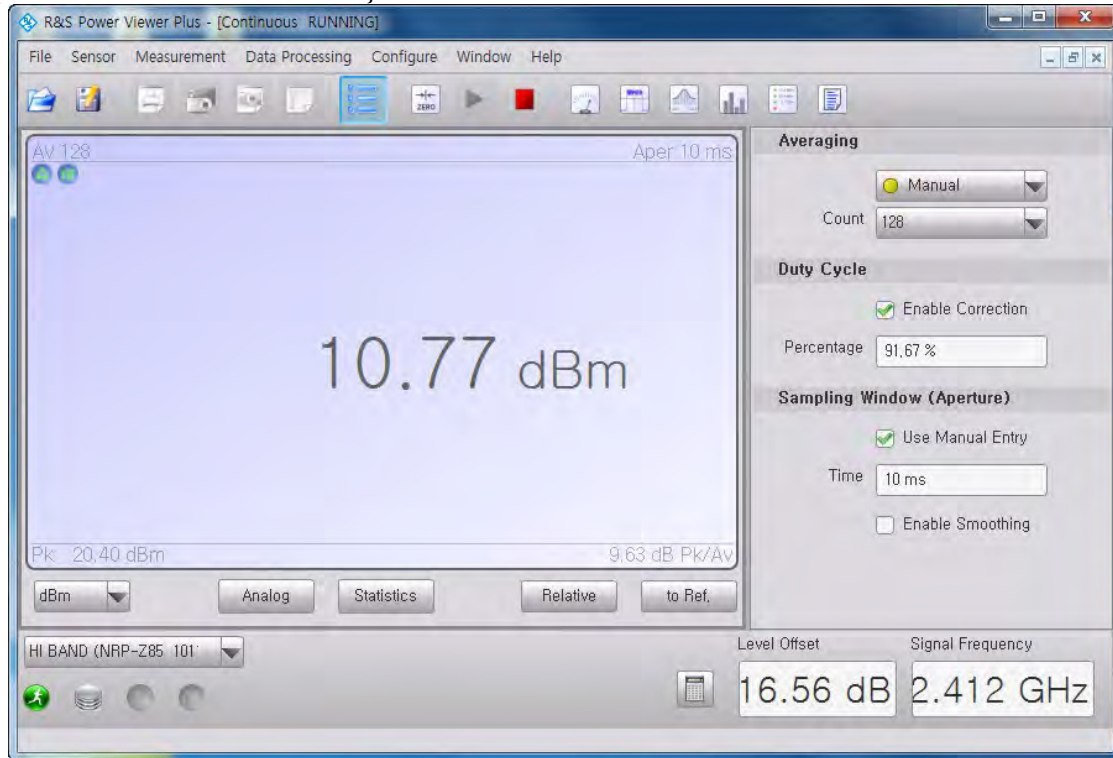 R&S Power Viewer Plus - [Continuous RUNNING]
File Sensor Measurement Data Processing Configure Window Help
ZERO
Av 128 Aper 10 ms
10.77 dBm
Pk 20,40 dBm 9,63 dB Pk/Av
dBm Analog Statistics Relative to Ref,
Averaging
Manual
Count 128
Duty Cycle
Enable Correction
Percentage 91,67 %
Sampling Window (Aperture)
Use Manual Entry
Time 10 ms
Enable Smoothing
HI BAND (NRP-Z85 101
Level Offset Signal Frequency
16.56 dB 2.412 GHz